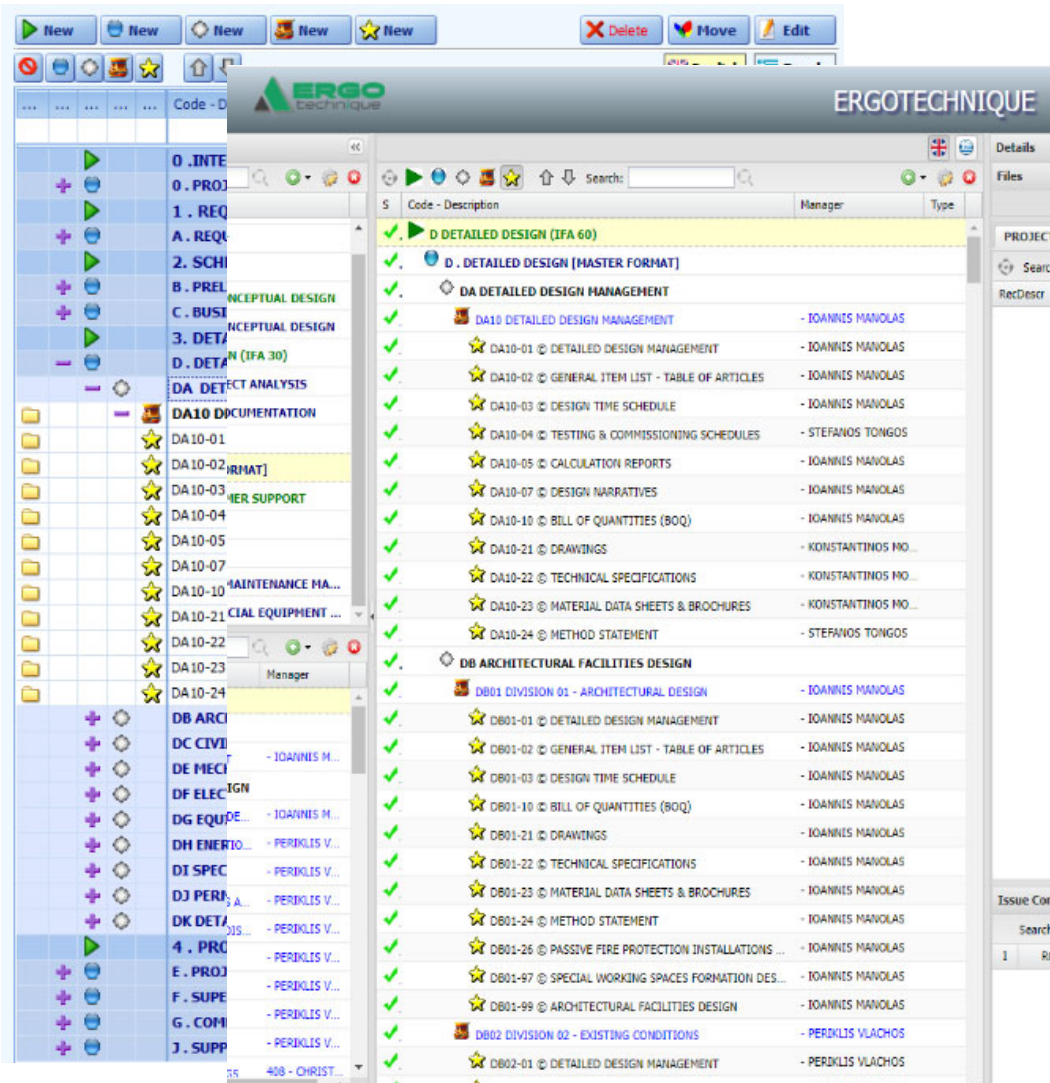 New New New New New Delete Move Edit
... ... ... ... ... Code - D
0 .INTE
0. PROJ
1 . REQ
A. REQU
2. SCHE
B. PREL
C. BUSI
3. DETA
D. DETA
DA DET
DA10 D
DA10-01
DA10-02
DA10-03
DA10-04
DA10-05
DA10-07
DA10-10
DA10-21
DA10-22
DA10-23
DA10-24
DB ARCI
DC CIVI
DE MECH
DF ELEC
DG EQUI
DH ENER
DI SPEC
DJ PERM
DK DETA
4 . PRO
E. PROJ
F. SUPE
G. COMI
J. SUPP
ERGO
technique
ERGOTECHNIQUE
NCEPTUAL DESIGN
NCEPTUAL DESIGN
N (IFA 30)
ECT ANALYSIS
OCUMENTATION
ORMAT]
MER SUPPORT
MAINTENANCE MA...
CIAL EQUIPMENT ...
Manager
- IOANNIS M...
IGN
DE... - IOANNIS M...
IO... - PERIKLIS V...
- PERIKLIS V...
S A... - PERIKLIS V...
DIS... - PERIKLIS V...
- PERIKLIS V...
- PERIKLIS V...
- PERIKLIS V...
- PERIKLIS V...
GS 408 - CHRIST...
Search:
S Code - Description Manager Type
D DETAILED DESIGN (IFA 60)
D . DETAILED DESIGN [MASTER FORMAT]
DA DETAILED DESIGN MANAGEMENT
DA10 DETAILED DESIGN MANAGEMENT - IOANNIS MANOLAS
DA10-01 © DETAILED DESIGN MANAGEMENT - IOANNIS MANOLAS
DA10-02 © GENERAL ITEM LIST - TABLE OF ARTICLES - IOANNIS MANOLAS
DA10-03 © DESIGN TIME SCHEDULE - IOANNIS MANOLAS
DA10-04 © TESTING & COMMISSIONING SCHEDULES - STEFANOS TONGOS
DA10-05 © CALCULATION REPORTS - IOANNIS MANOLAS
DA10-07 © DESIGN NARRATIVES - IOANNIS MANOLAS
DA10-10 © BILL OF QUANTITIES (BOQ) - IOANNIS MANOLAS
DA10-21 © DRAWINGS - KONSTANTINOS MO...
DA10-22 © TECHNICAL SPECIFICATIONS - KONSTANTINOS MO...
DA10-23 © MATERIAL DATA SHEETS & BROCHURES - KONSTANTINOS MO...
DA10-24 © METHOD STATEMENT - STEFANOS TONGOS
DB ARCHITECTURAL FACILITIES DESIGN
DB01 DIVISION 01 - ARCHITECTURAL DESIGN - IOANNIS MANOLAS
DB01-01 © DETAILED DESIGN MANAGEMENT - IOANNIS MANOLAS
DB01-02 © GENERAL ITEM LIST - TABLE OF ARTICLES - IOANNIS MANOLAS
DB01-03 © DESIGN TIME SCHEDULE - IOANNIS MANOLAS
DB01-10 © BILL OF QUANTITIES (BOQ) - IOANNIS MANOLAS
DB01-21 © DRAWINGS - IOANNIS MANOLAS
DB01-22 © TECHNICAL SPECIFICATIONS - IOANNIS MANOLAS
DB01-23 © MATERIAL DATA SHEETS & BROCHURES - IOANNIS MANOLAS
DB01-24 © METHOD STATEMENT - IOANNIS MANOLAS
DB01-26 © PASSIVE FIRE PROTECTION INSTALLATIONS ... - IOANNIS MANOLAS
DB01-97 © SPECIAL WORKING SPACES FORMATION DES... - IOANNIS MANOLAS
DB01-99 © ARCHITECTURAL FACILITIES DESIGN - IOANNIS MANOLAS
DB02 DIVISION 02 - EXISTING CONDITIONS - PERIKLIS VLACHOS
DB02-01 © DETAILED DESIGN MANAGEMENT - PERIKLIS VLACHOS
Details
Files
PROJECT
Searc
RecDescr
Issue Cor
Search
1 R